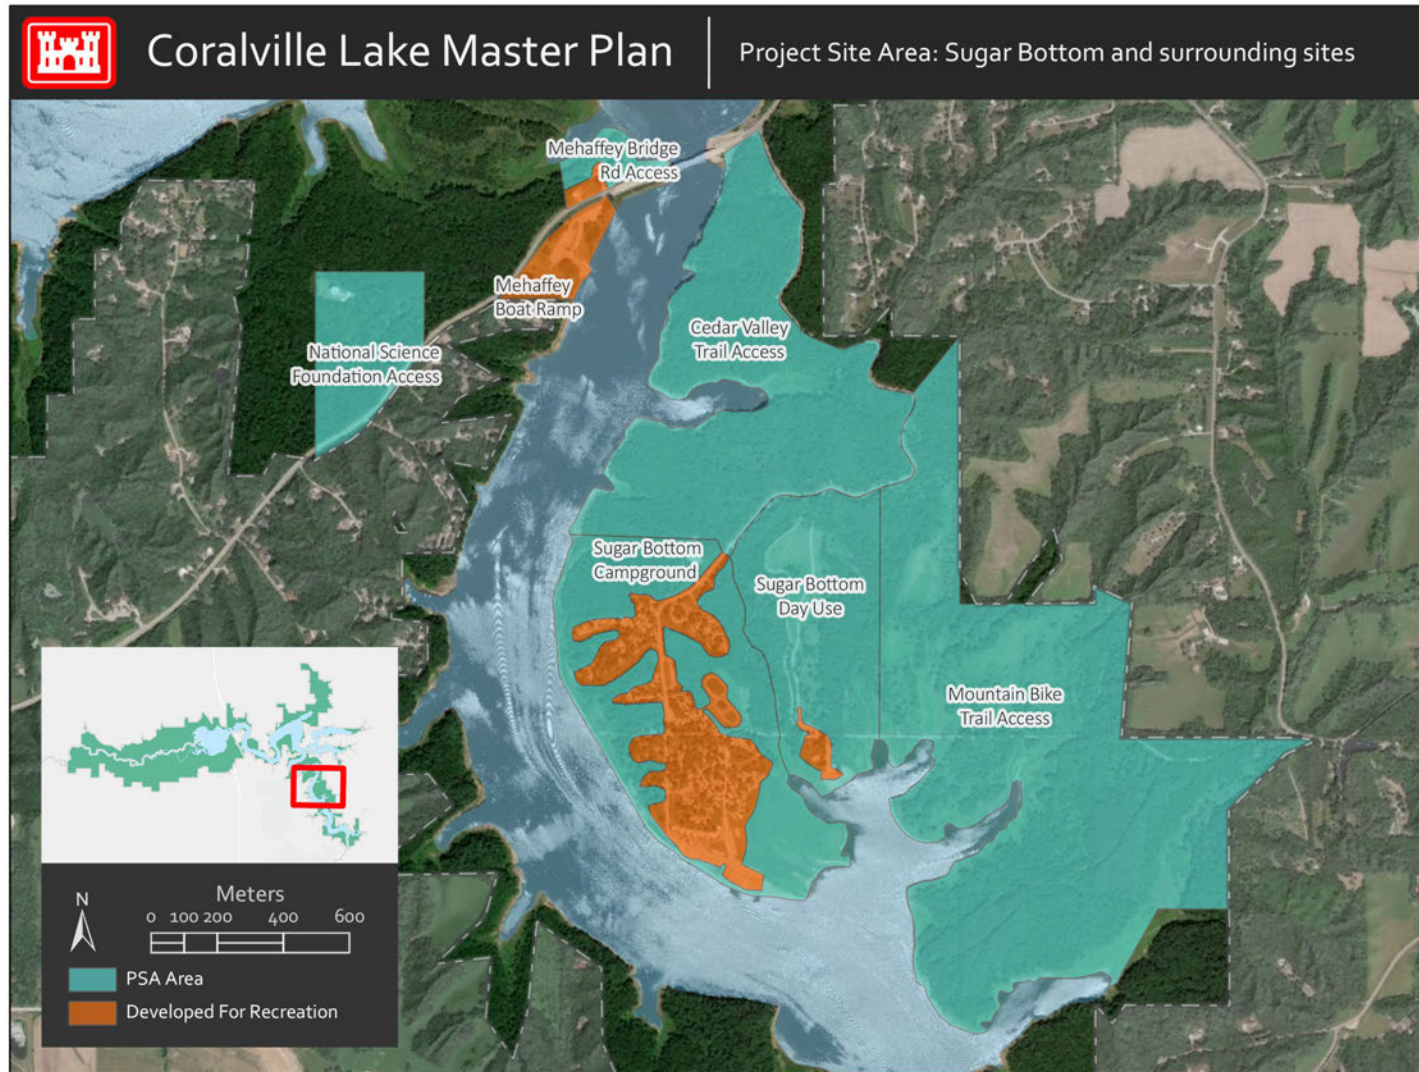 Coralville Lake Master Plan
Project Site Area: Sugar Bottom and surrounding sites
Mehaffey Bridge
Rd Access
Mehaffey
Boat Ramp
National Science
Foundation Access
Cedar Valley
Trail Access
Sugar Bottom
Campground
Sugar Bottom
Day Use
Mountain Bike
Trail Access
N
Meters
0 100 200 400 600
PSA Area
Developed For Recreation